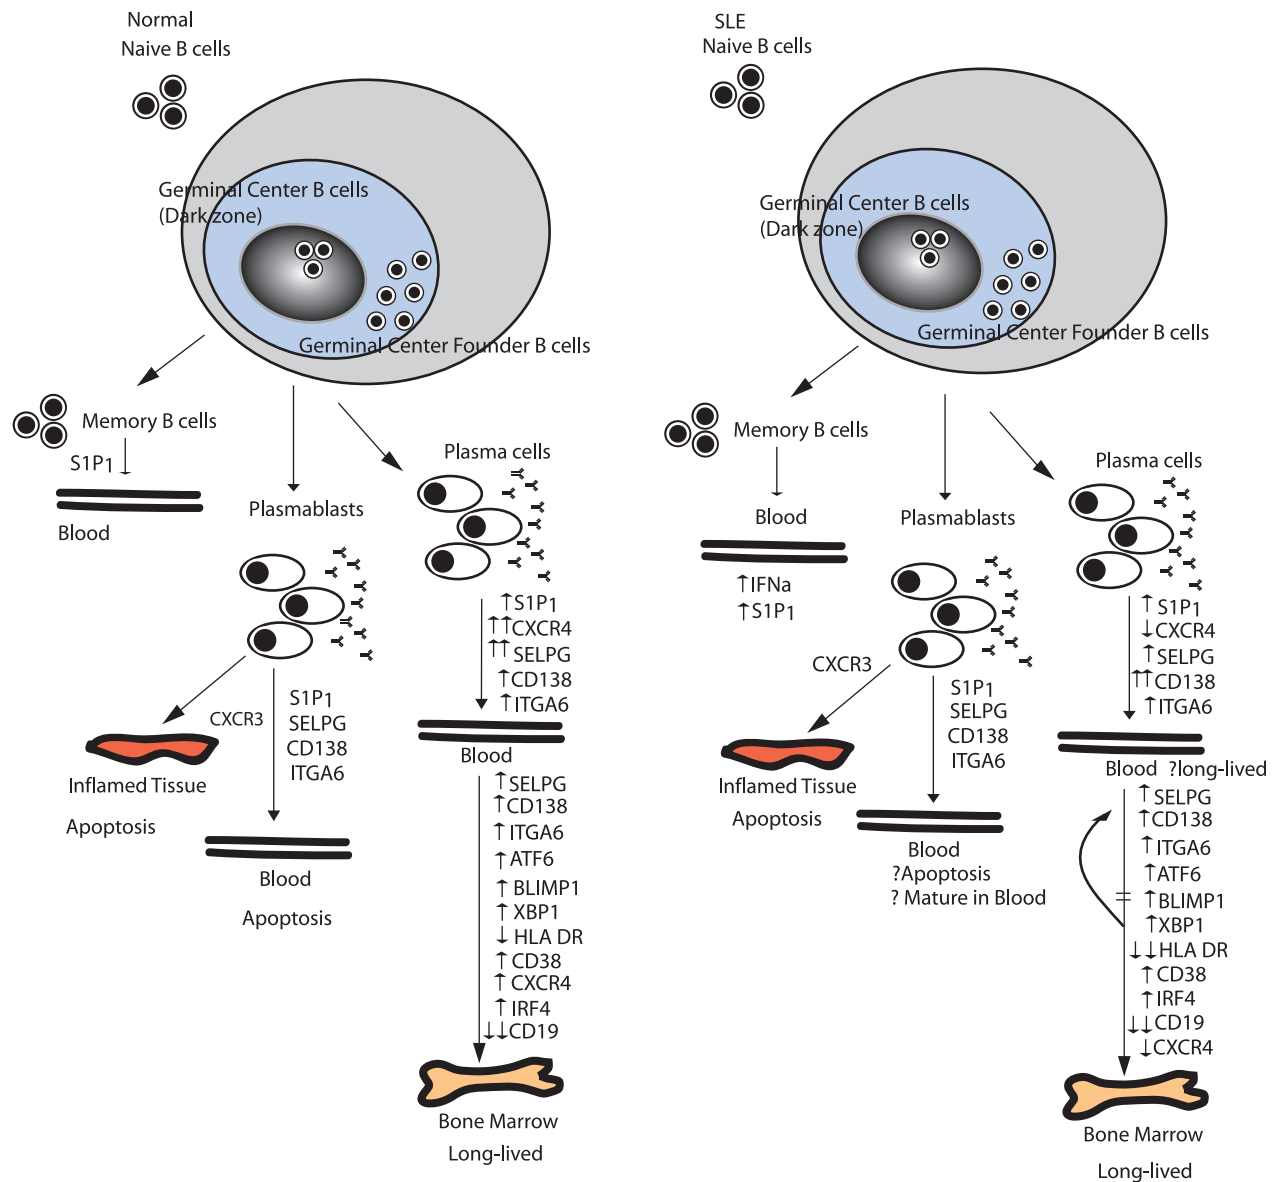 Normal
Naive B cells
Germinal Center B cells
(Dark zone)
Germinal Center Founder B cells
Memory B cells
S1P1
Blood
Plasmablasts
CXCR3
Inflamed Tissue
Apoptosis
S1P1
SELPG
CD138
ITGA6
Blood
Apoptosis
Plasma cells
↑S1P1
↑↑CXCR4
↑↑SELPG
↑CD138
↑ITGA6
Blood
↑SELPG
↑CD138
↑ITGA6
↑ATF6
↑BLIMP1
↑XBP1
↓HLA DR
↑CD38
↑CXCR4
↑IRF4
↓↓CD19
Bone Marrow
Long-lived
SLE
Naive B cells
Germinal Center B cells
(Dark zone)
Germinal Center Founder B cells
Memory B cells
Blood
↑IFNa
↑S1P1
Plasmablasts
CXCR3
Inflamed Tissue
Apoptosis
S1P1
SELPG
CD138
ITGA6
Blood
?Apoptosis
? Mature in Blood
Plasma cells
↑S1P1
↓CXCR4
↑SELPG
↑↑CD138
↑ITGA6
Blood ?long-lived
↑SELPG
↑CD138
↑ITGA6
↑ATF6
↑BLIMP1
↑XBP1
↓↓HLA DR
↑CD38
↑IRF4
↓↓CD19
↓CXCR4
Bone Marrow
Long-lived